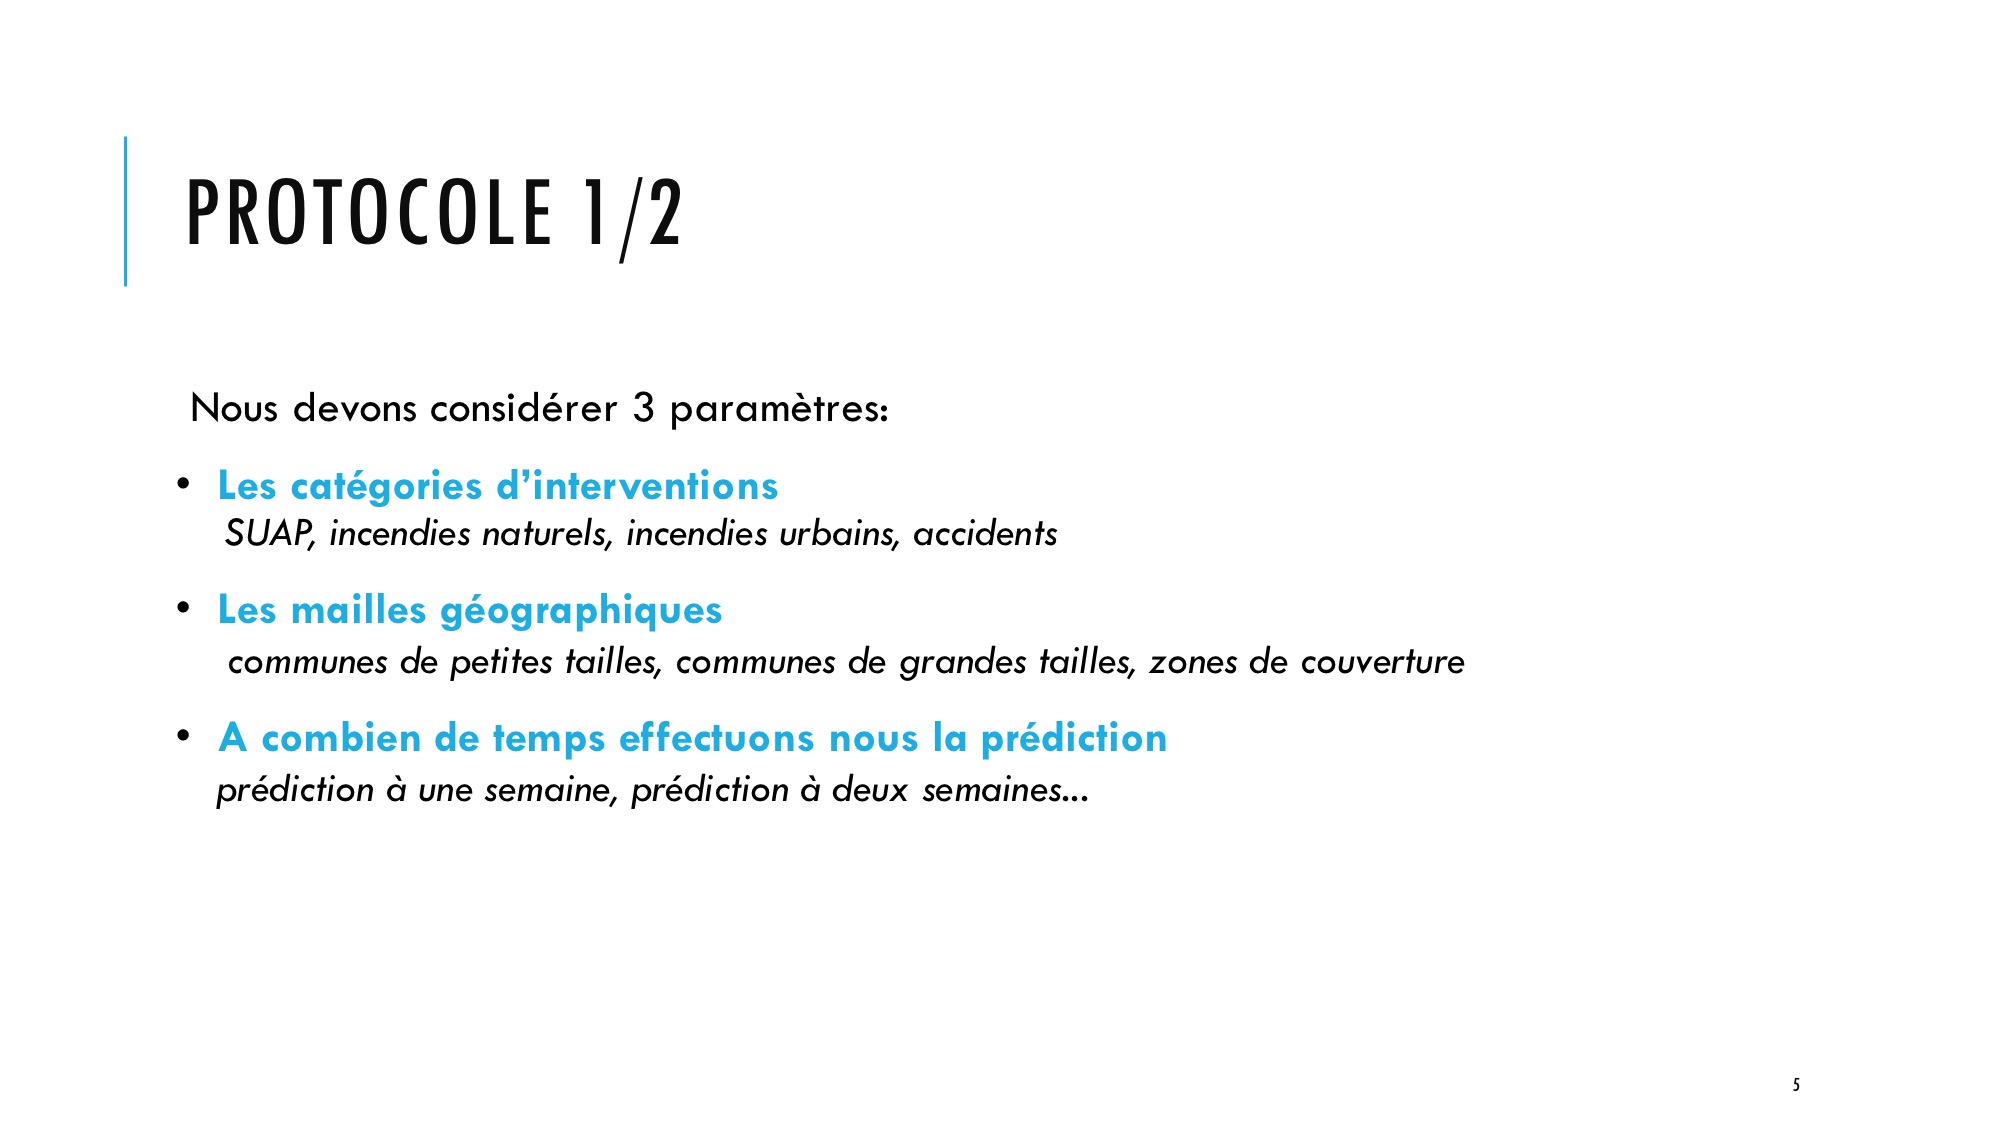 PROTOCOLE 1/2
Nous devons considérer 3 paramètres:
• Les catégories d’interventions
SUAP, incendies naturels, incendies urbains, accidents
• Les mailles géographiques
communes de petites tailles, communes de grandes tailles, zones de couverture
• A combien de temps effectuons nous la prédiction
prédiction à une semaine, prédiction à deux semaines...
5